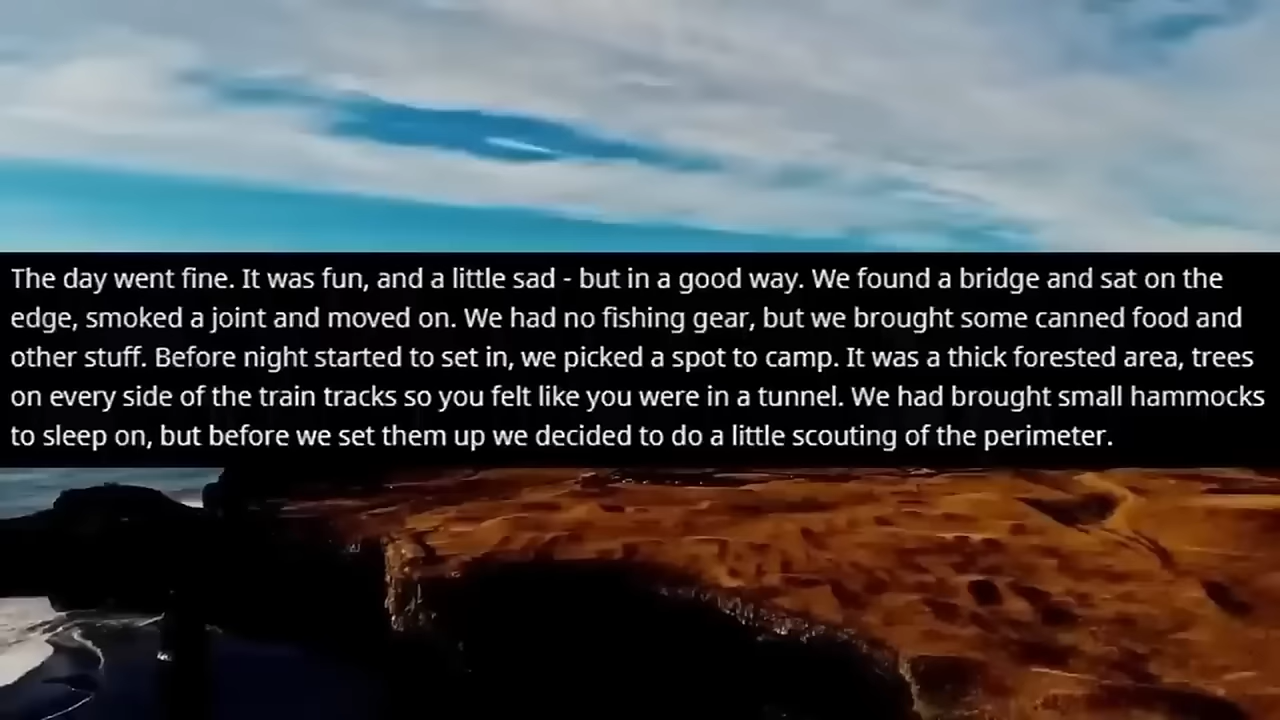 The day went fine. It was fun, and a little sad - but in a good way. We found a bridge and sat on the
edge, smoked a joint and moved on. We had no fishing gear, but we brought some canned food and
other stuff. Before night started to set in, we picked a spot to camp. It was a thick forested area, trees
on every side of the train tracks so you felt like you were in a tunnel. We had brought small hammocks
to sleep on, but before we set them up we decided to do a little scouting of the perimeter.